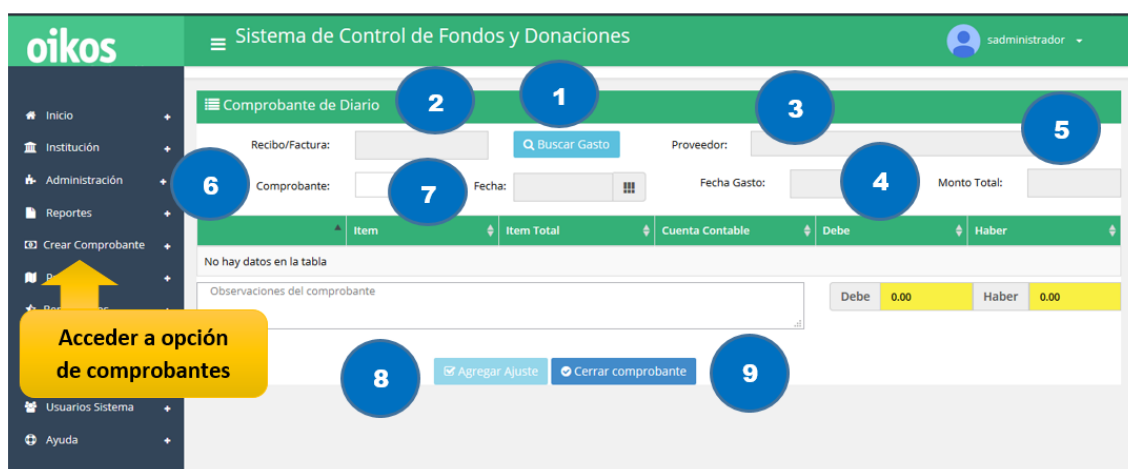 oikos
Sistema de Control de Fondos y Donaciones
sadministrador
Inicio
Institución
Administración
Reportes
Crear Comprobante
Acceder a opción
de comprobantes
Usuarios Sistema
Ayuda
Comprobante de Diario
2
1
3
5
Recibo/Factura:
Buscar Gasto
Proveedor:
6
Comprobante:
7
Fecha:
Fecha Gasto:
4
Monto Total:
Item
Item Total
Cuenta Contable
Debe
Haber
No hay datos en la tabla
Observaciones del comprobante
Debe 0.00
Haber 0.00
8
Agregar Ajuste
Cerrar comprobante
9